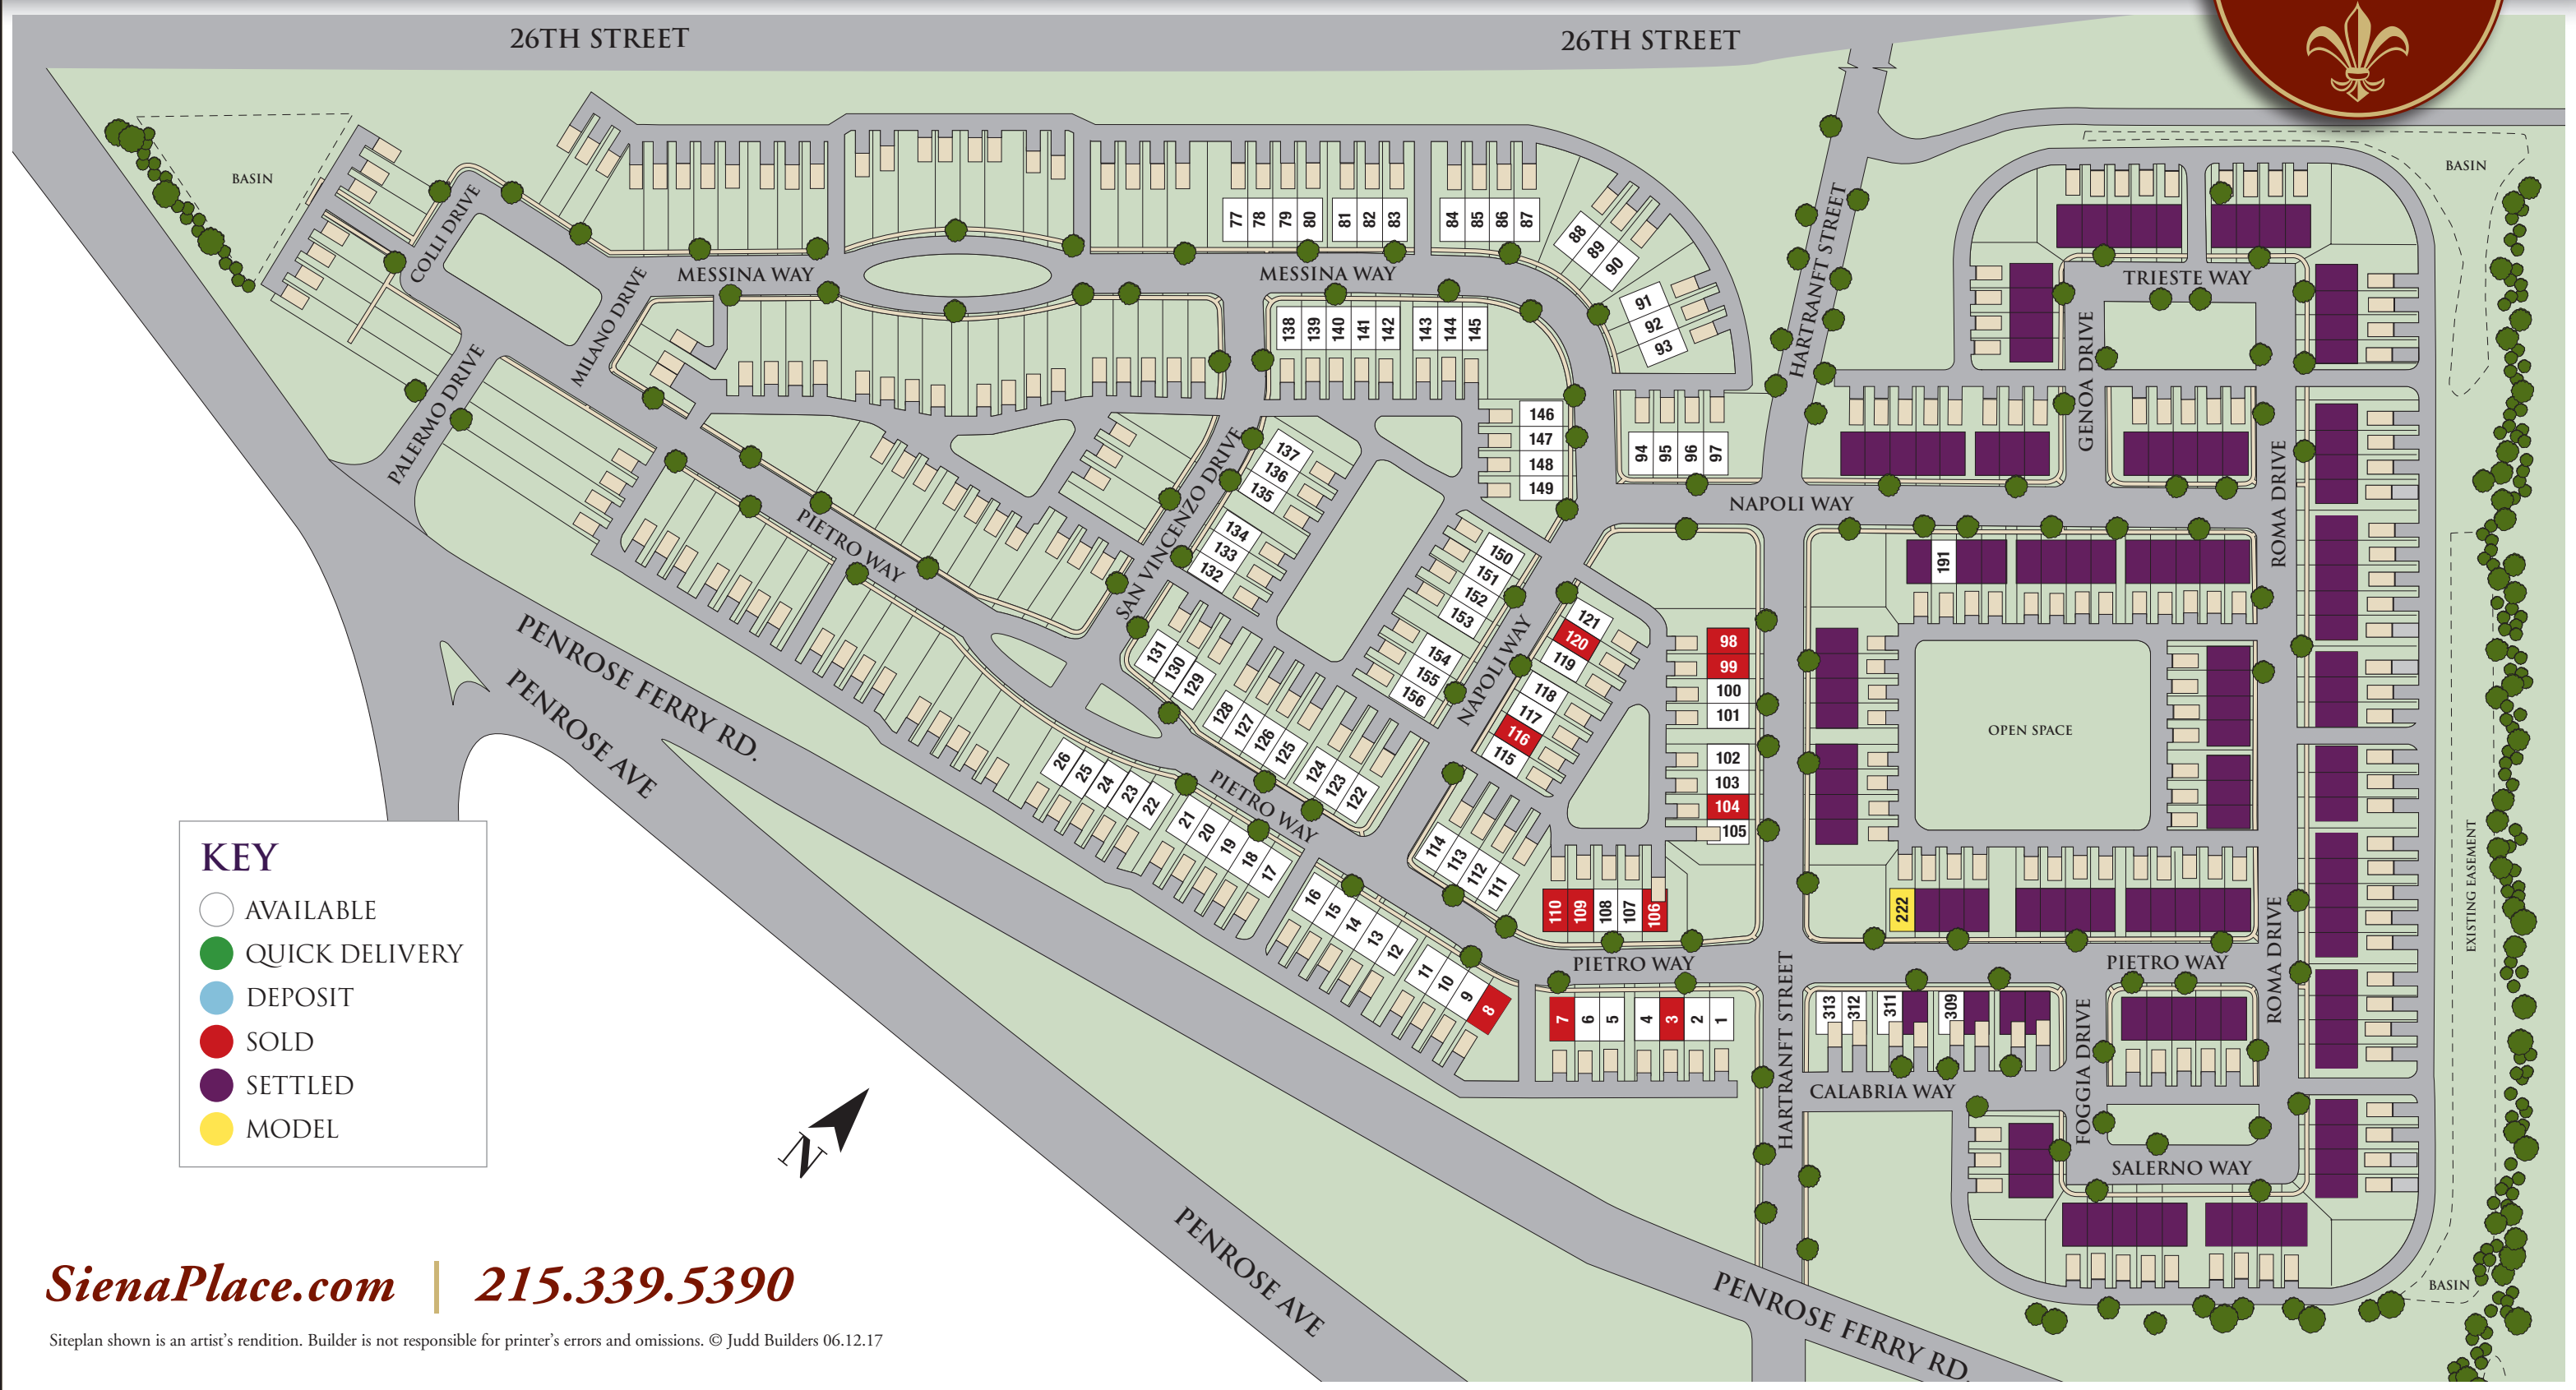 26TH STREET
26TH STREET
BASIN
BASIN
COLLI DRIVE
MESSINA WAY
MESSINA WAY
MILANO DRIVE
PALERMO DRIVE
HARTRANFT STREET
TRIESTE WAY
GENOA DRIVE
ROMA DRIVE
77 78 79 80 81 82 83 84 85 86 87
88 89 90
91 92 93
138 139 140 141 142 143 144 145
146
147
148
149
94 95 96 97
NAPOLI WAY
137
136
135
134
133
132
SAN VINCENZO DRIVE
PIETRO WAY
150
151
152
153
154
155
156
NAPOLI WAY
121
120
119
118
117
116
115
98
99
100
101
102
103
104
105
191
OPEN SPACE
EXISTING EASEMENT
131 130 129
128 127 126 125
124 123 122
PIETRO WAY
26 25 24 23 22
21 20 19 18 17
16 15 14 13 12
11 10 9 8
114 113 112 111
110 109 108 107 106
222
PIETRO WAY
PIETRO WAY
ROMA DRIVE
7 6 5 4 3 2 1
313 312 311 309
HARTRANFT STREET
CALABRIA WAY
FOGGIA DRIVE
SALERNO WAY
BASIN
PENROSE FERRY RD.
PENROSE AVE
PENROSE AVE
PENROSE FERRY RD.
KEY
AVAILABLE
QUICK DELIVERY
DEPOSIT
SOLD
SETTLED
MODEL
N
SienaPlace.com | 215.339.5390
Siteplan shown is an artist's rendition. Builder is not responsible for printer's errors and omissions. © Judd Builders 06.12.17